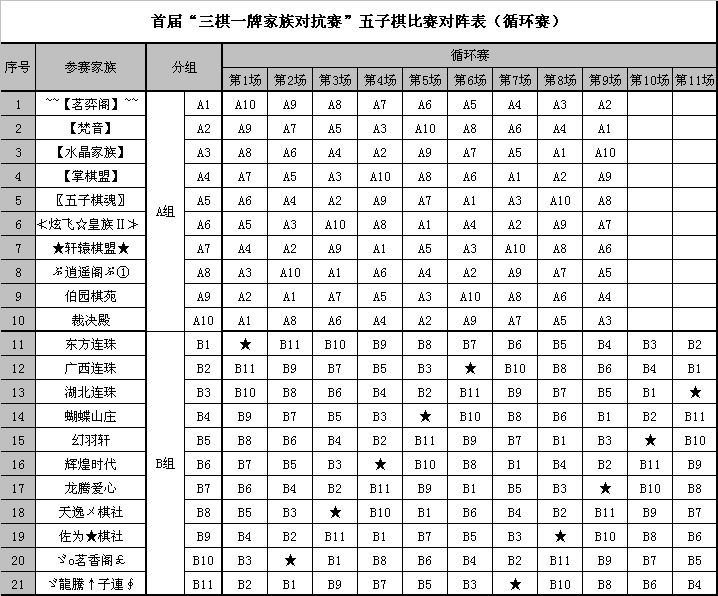 首届“三棋一牌家族对抗赛”五子棋比赛对阵表（循环赛）
序号 参赛家族 分组 循环赛
第1场 第2场 第3场 第4场 第5场 第6场 第7场 第8场 第9场 第10场 第11场
1 ~~【茗弈阁】~~ A1 A10 A9 A8 A7 A6 A5 A4 A3 A2
2 【梵音】 A2 A9 A7 A5 A3 A10 A8 A6 A4 A1
3 【水晶家族】 A3 A8 A6 A4 A2 A9 A7 A5 A1 A10
4 【掌棋盟】 A4 A7 A5 A3 A10 A8 A6 A1 A2 A9
5 〖五子棋魂〗 A5 A6 A4 A2 A9 A7 A1 A3 A10 A8
A组
6 ≮炫飞☆皇族Ⅱ≯ A6 A5 A3 A10 A8 A1 A4 A2 A9 A7
7 ★轩辕棋盟★ A7 A4 A2 A9 A1 A5 A3 A10 A8 A6
8 ぷ逍遥阁ぷ① A8 A3 A10 A1 A6 A4 A2 A9 A7 A5
9 伯园棋苑 A9 A2 A1 A7 A5 A3 A10 A8 A6 A4
10 裁决殿 A10 A1 A8 A6 A4 A2 A9 A7 A5 A3
11 东方连珠 B1 ★ B11 B10 B9 B8 B7 B6 B5 B4 B3 B2
12 广西连珠 B2 B11 B9 B7 B5 B3 ★ B10 B8 B6 B4 B1
13 湖北连珠 B3 B10 B8 B6 B4 B2 B11 B9 B7 B5 B1 ★
14 蝴蝶山庄 B4 B9 B7 B5 B3 ★ B10 B8 B6 B1 B2 B11
15 幻羽轩 B5 B8 B6 B4 B2 B11 B9 B7 B1 B3 ★ B10
16 辉煌时代 B组 B6 B7 B5 B3 ★ B10 B8 B1 B4 B2 B11 B9
17 龙腾爱心 B7 B6 B4 B2 B11 B9 B1 B5 B3 ★ B10 B8
18 天逸メ棋社 B8 B5 B3 ★ B10 B1 B6 B4 B2 B11 B9 B7
19 佐为★棋社 B9 B4 B2 B11 B1 B7 B5 B3 ★ B10 B8 B6
20 ゞo茗香阁ぁ B10 B3 ★ B1 B8 B6 B4 B2 B11 B9 B7 B5
21 ゞ龍騰↑子連∮ B11 B2 B1 B9 B7 B5 B3 ★ B10 B8 B6 B4